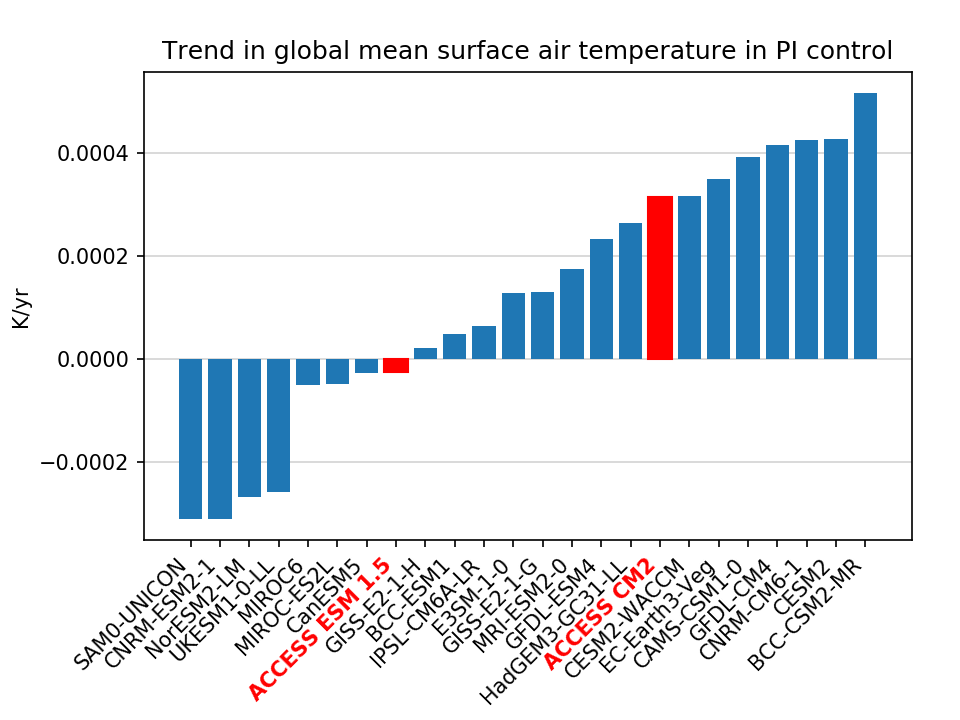 Trend in global mean surface air temperature in PI control
K/yr
0.0004
0.0002
0.0000
−0.0002
SAM0-UNICON
CNRM-ESM2-1
NorESM2-LM
UKESM1-0-LL
MIROC6
MIROC-ES2L
CanESM5
ACCESS ESM 1.5
GISS-E2-1-H
BCC-ESM1
IPSL-CM6A-LR
E3SM-1-0
GISS-E2-1-G
MRI-ESM2-0
GFDL-ESM4
HadGEM3-GC31-LL
ACCESS CM2
CESM2-WACCM
EC-Earth3-Veg
CAMS-CSM1-0
GFDL-CM4
CNRM-CM6-1
CESM2
BCC-CSM2-MR